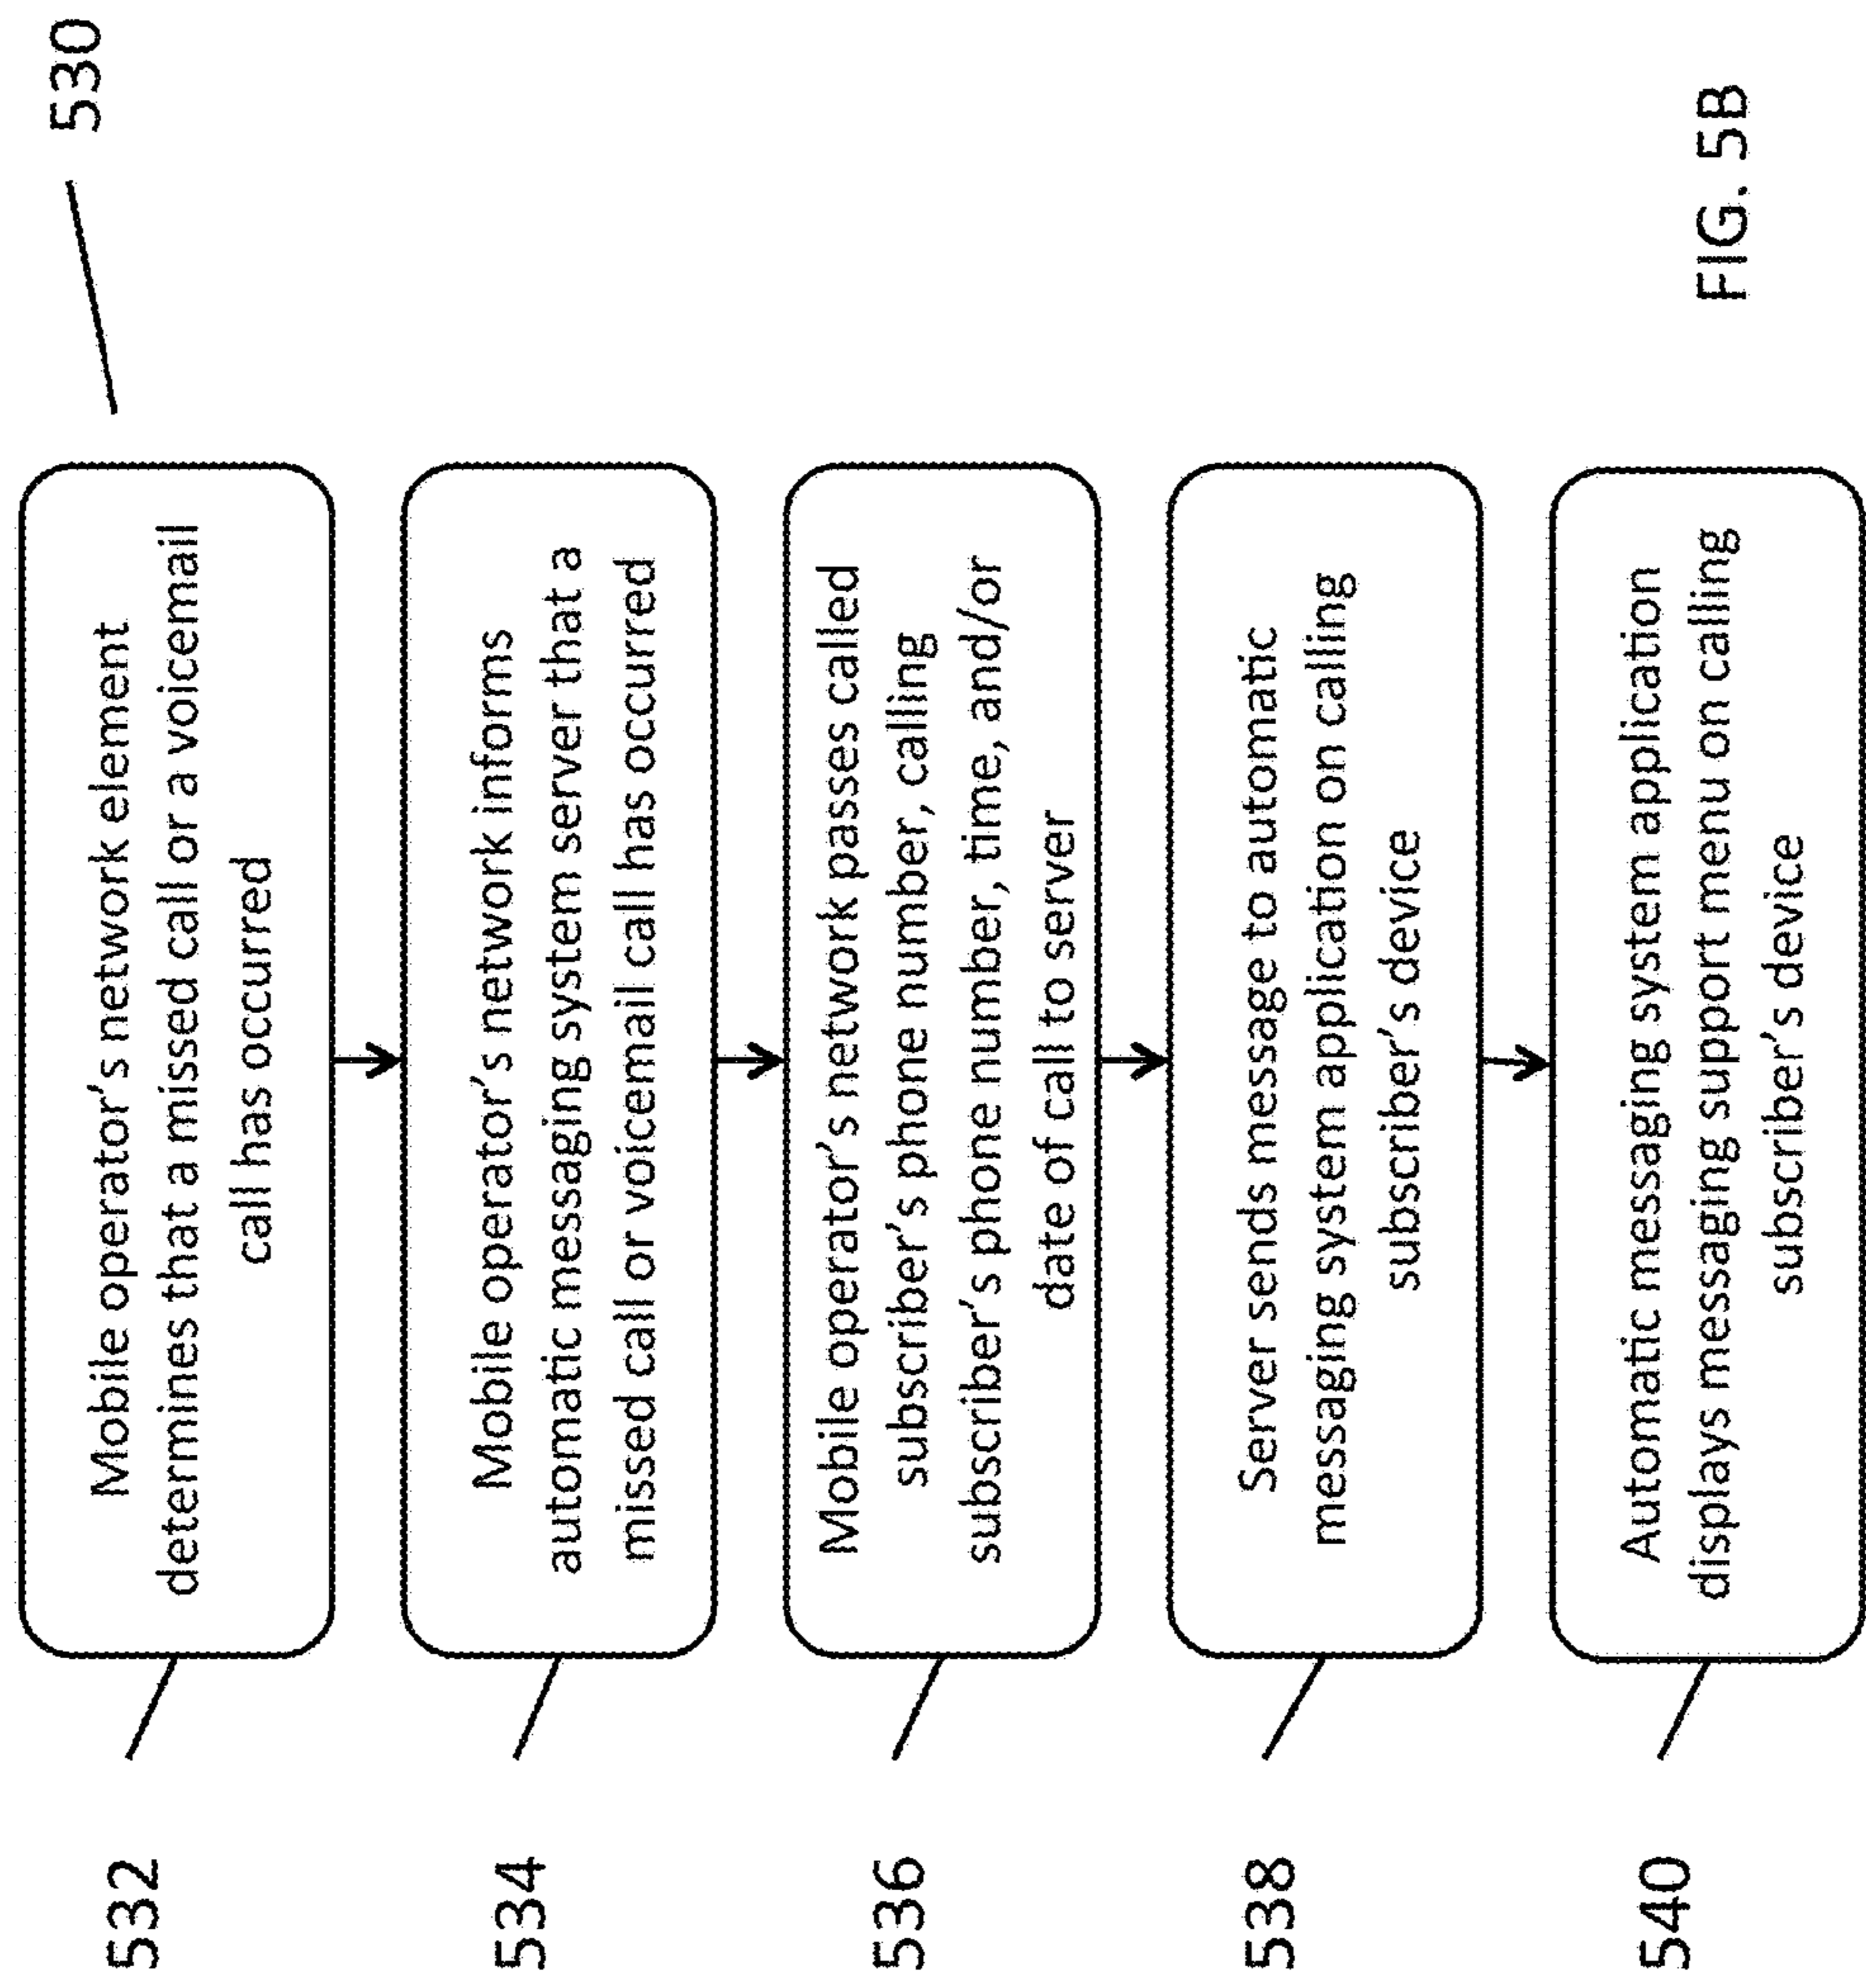 530
532
Mobile operator's network element
determines that a missed call or a voicemail
call has occurred
534
Mobile operator's network informs
automatic messaging system server that a
missed call or voicemail call has occurred
536
Mobile operator's network passes called
subscriber's phone number, calling
subscriber's phone number, time, and/or
date of call to server
538
Server sends message to automatic
messaging system application on calling
subscriber's device
540
Automatic messaging system application
displays messaging support menu on calling
subscriber's device
FIG. 5B